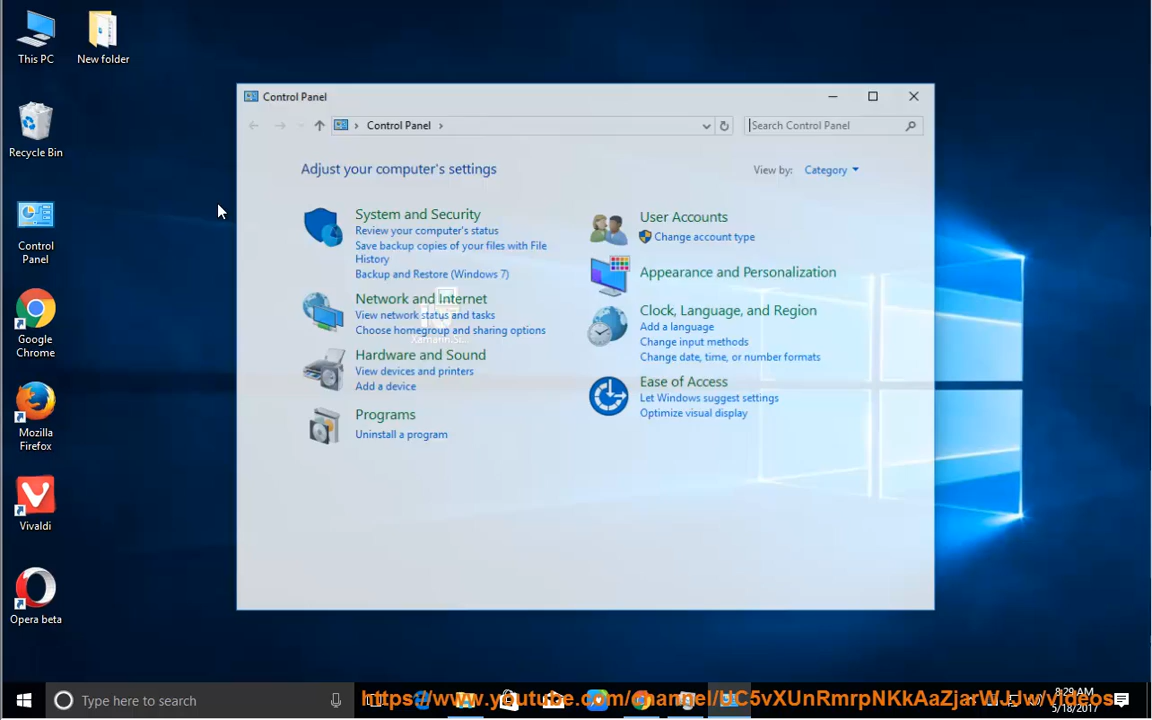 This PC
New folder
Recycle Bin
Control
Panel
Google
Chrome
Mozilla
Firefox
Vivaldi
Opera beta
Control Panel
Control Panel
Search Control Panel
Adjust your computer's settings
View by: Category
System and Security
Review your computer's status
Save backup copies of your files with File
History
Backup and Restore (Windows 7)
Network and Internet
View network status and tasks
Choose homegroup and sharing options
Hardware and Sound
View devices and printers
Add a device
Programs
Uninstall a program
User Accounts
Change account type
Appearance and Personalization
Clock, Language, and Region
Add a language
Change input methods
Change date, time, or number formats
Ease of Access
Let Windows suggest settings
Optimize visual display
Type here to search
8:29 AM
5/18/2017